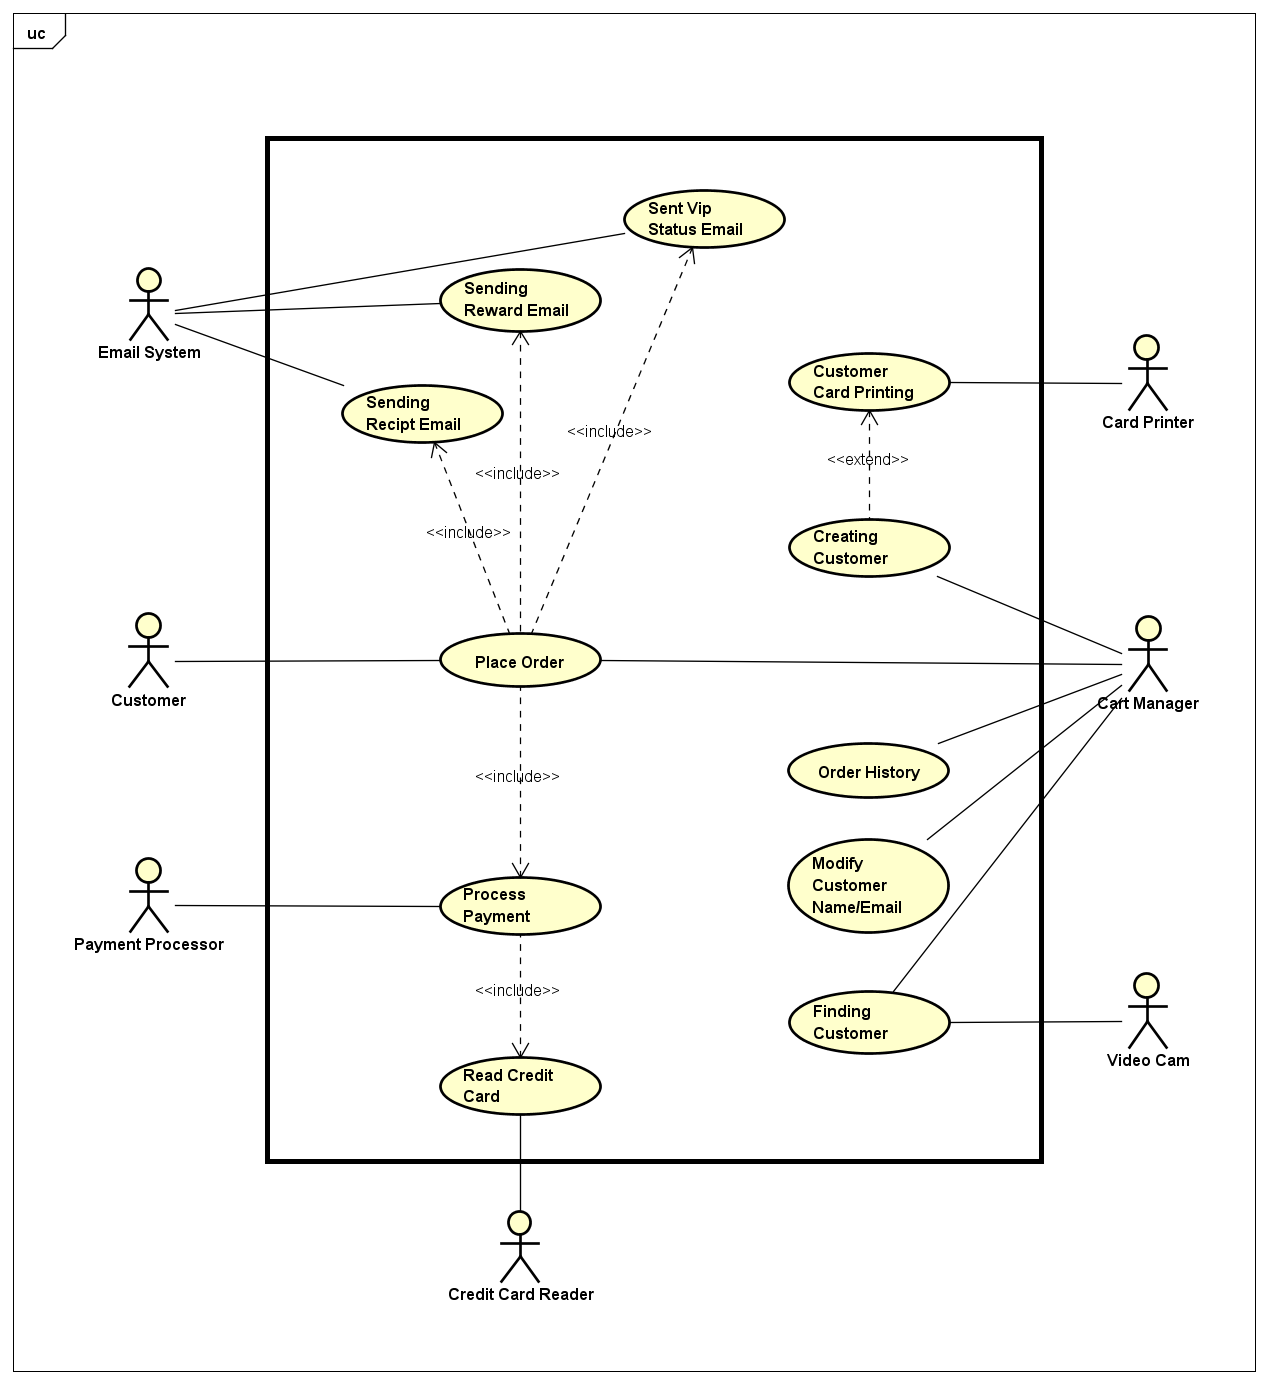 uc
Sent Vip
Status Email
Sending
Reward Email
Email System
Customer
Card Printing
Card Printer
Sending
Recipt Email
<<include>>
<<extend>>
<<include>>
<<include>>
Creating
Customer
Place Order
Customer
Cart Manager
Order History
<<include>>
Modify
Customer
Name/Email
Process
Payment
Payment Processor
<<include>>
Finding
Customer
Video Cam
Read Credit
Card
Credit Card Reader